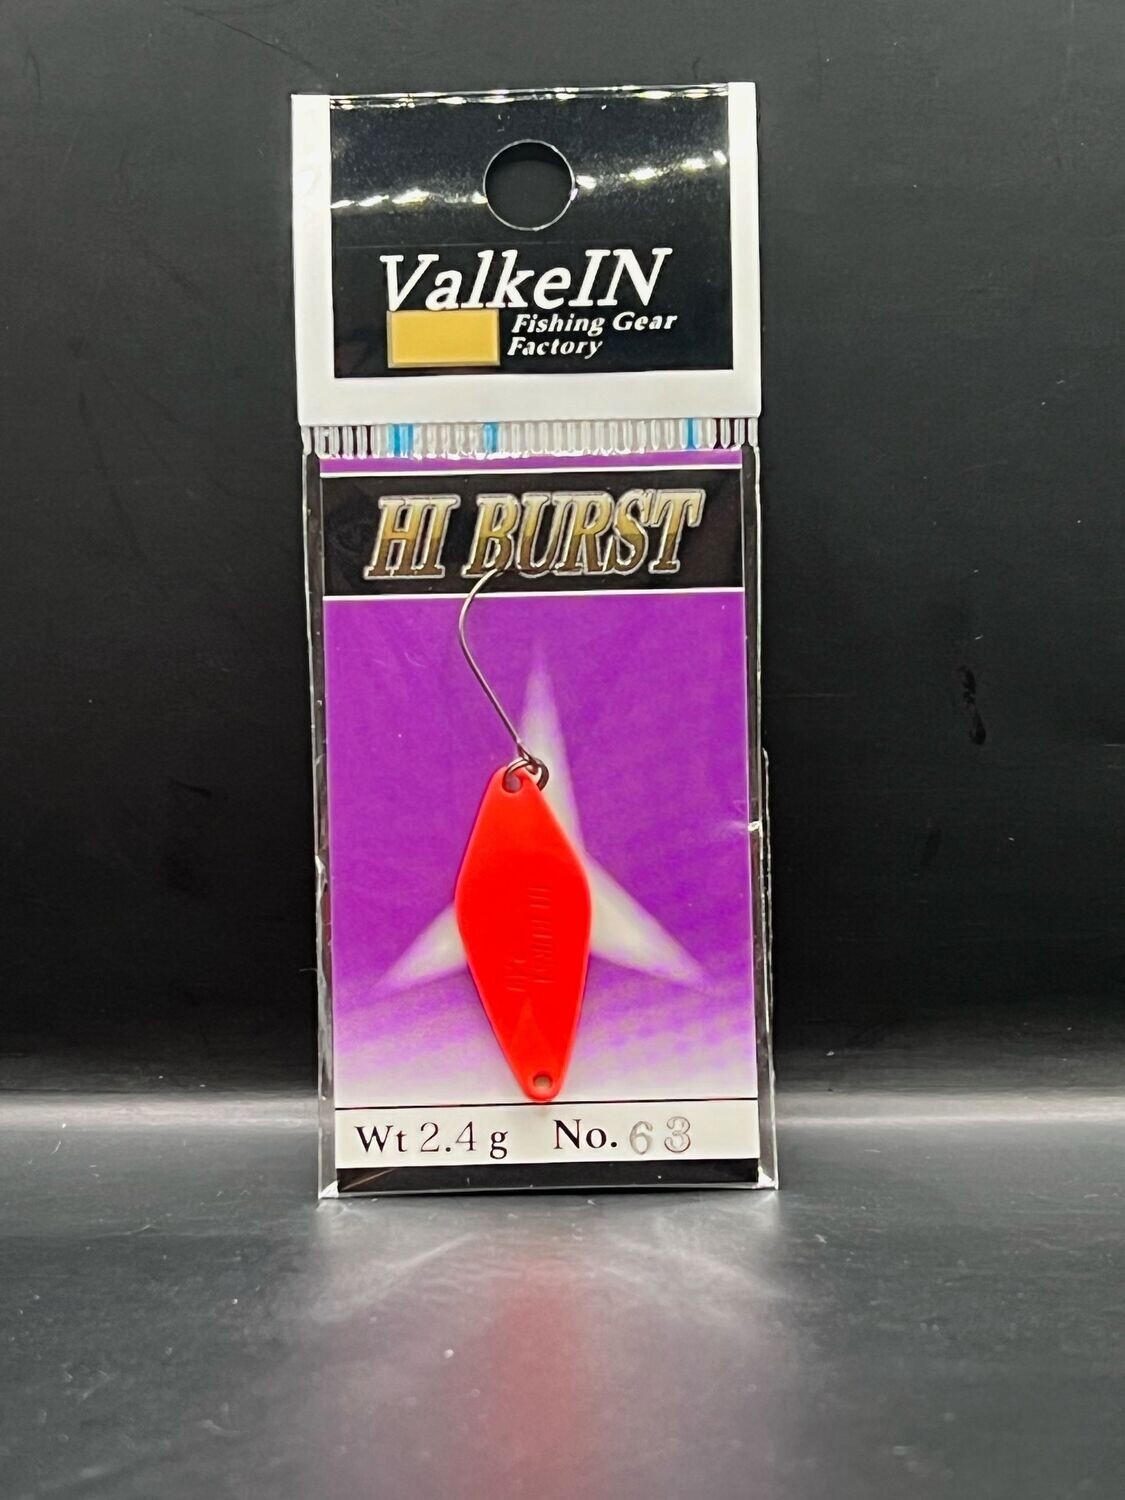 ValkeIN
Fishing Gear
Factory
HI BURST
Wt 2.4 g No. 63